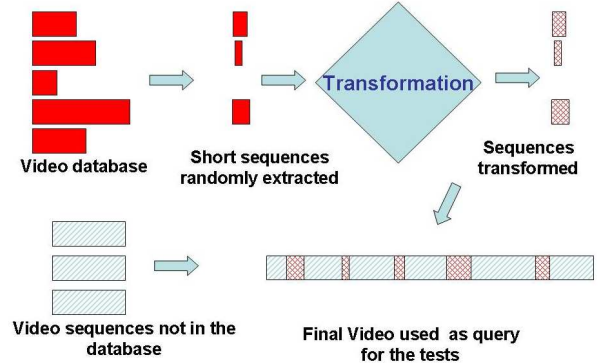 Transformation
Video database
Short sequences
randomly extracted
Sequences
transformed
Video sequences not in the
database
Final Video used as query
for the tests